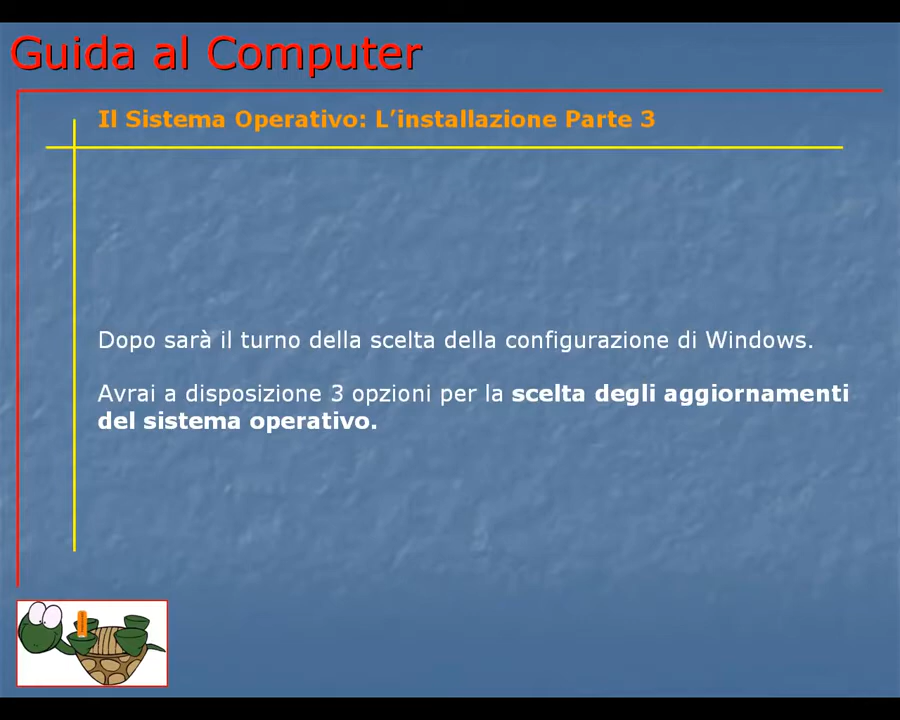 Guida al Computer
Il Sistema Operativo: L’installazione Parte 3
Dopo sarà il turno della scelta della configurazione di Windows.
Avrai a disposizione 3 opzioni per la scelta degli aggiornamenti
del sistema operativo.